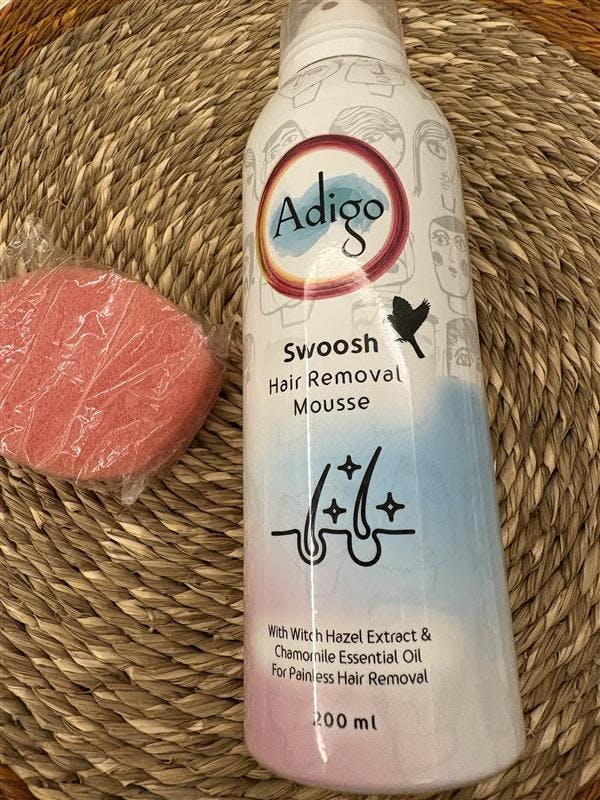 Adigo
Swoosh
Hair Removal
Mousse
With Witch Hazel Extract &
Chamomile Essential Oil
For Painless Hair Removal
200 ml